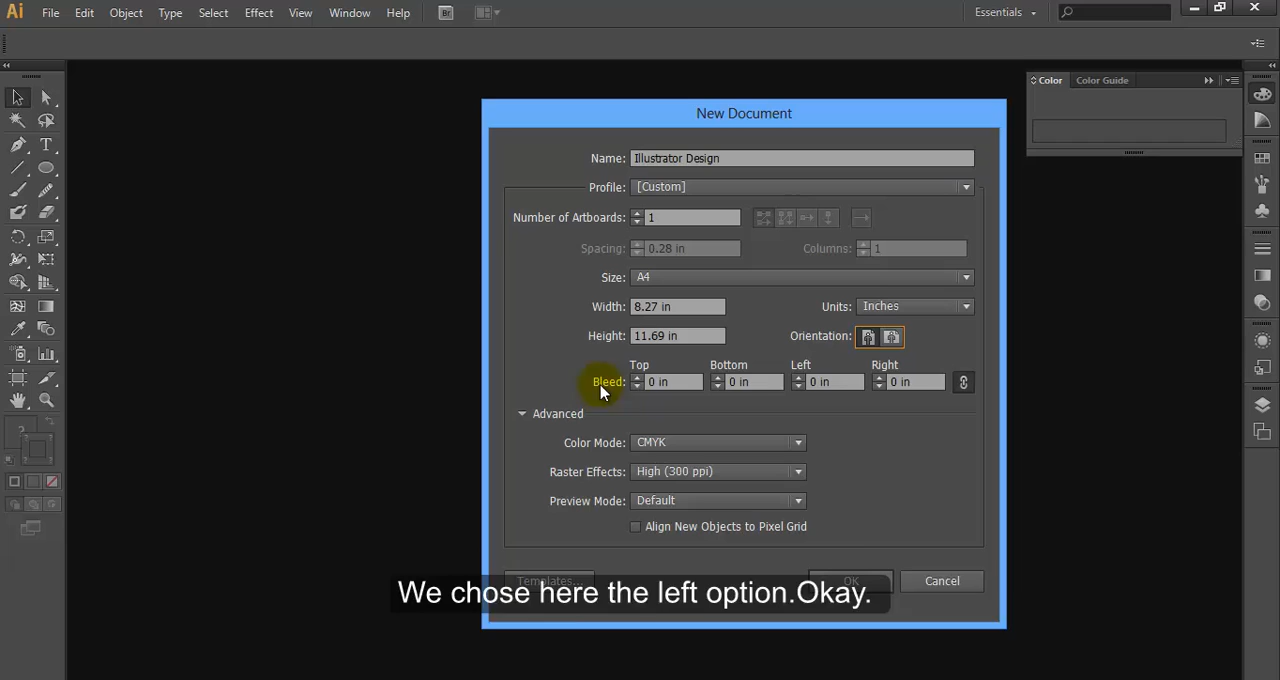 Ai File Edit Object Type Select Effect View Window Help Br Essentials
Color Color Guide
New Document
Name: Illustrator Design
Profile: [Custom]
Number of Artboards: 1
Spacing: 0.28 in Columns: 1
Size: A4
Width: 8.27 in Units: Inches
Height: 11.69 in Orientation:
Top Bottom Left Right
Bleed: 0 in 0 in 0 in 0 in
Advanced
Color Mode: CMYK
Raster Effects: High (300 ppi)
Preview Mode: Default
Align New Objects to Pixel Grid
Templates... OK Cancel
We chose here the left option.Okay.